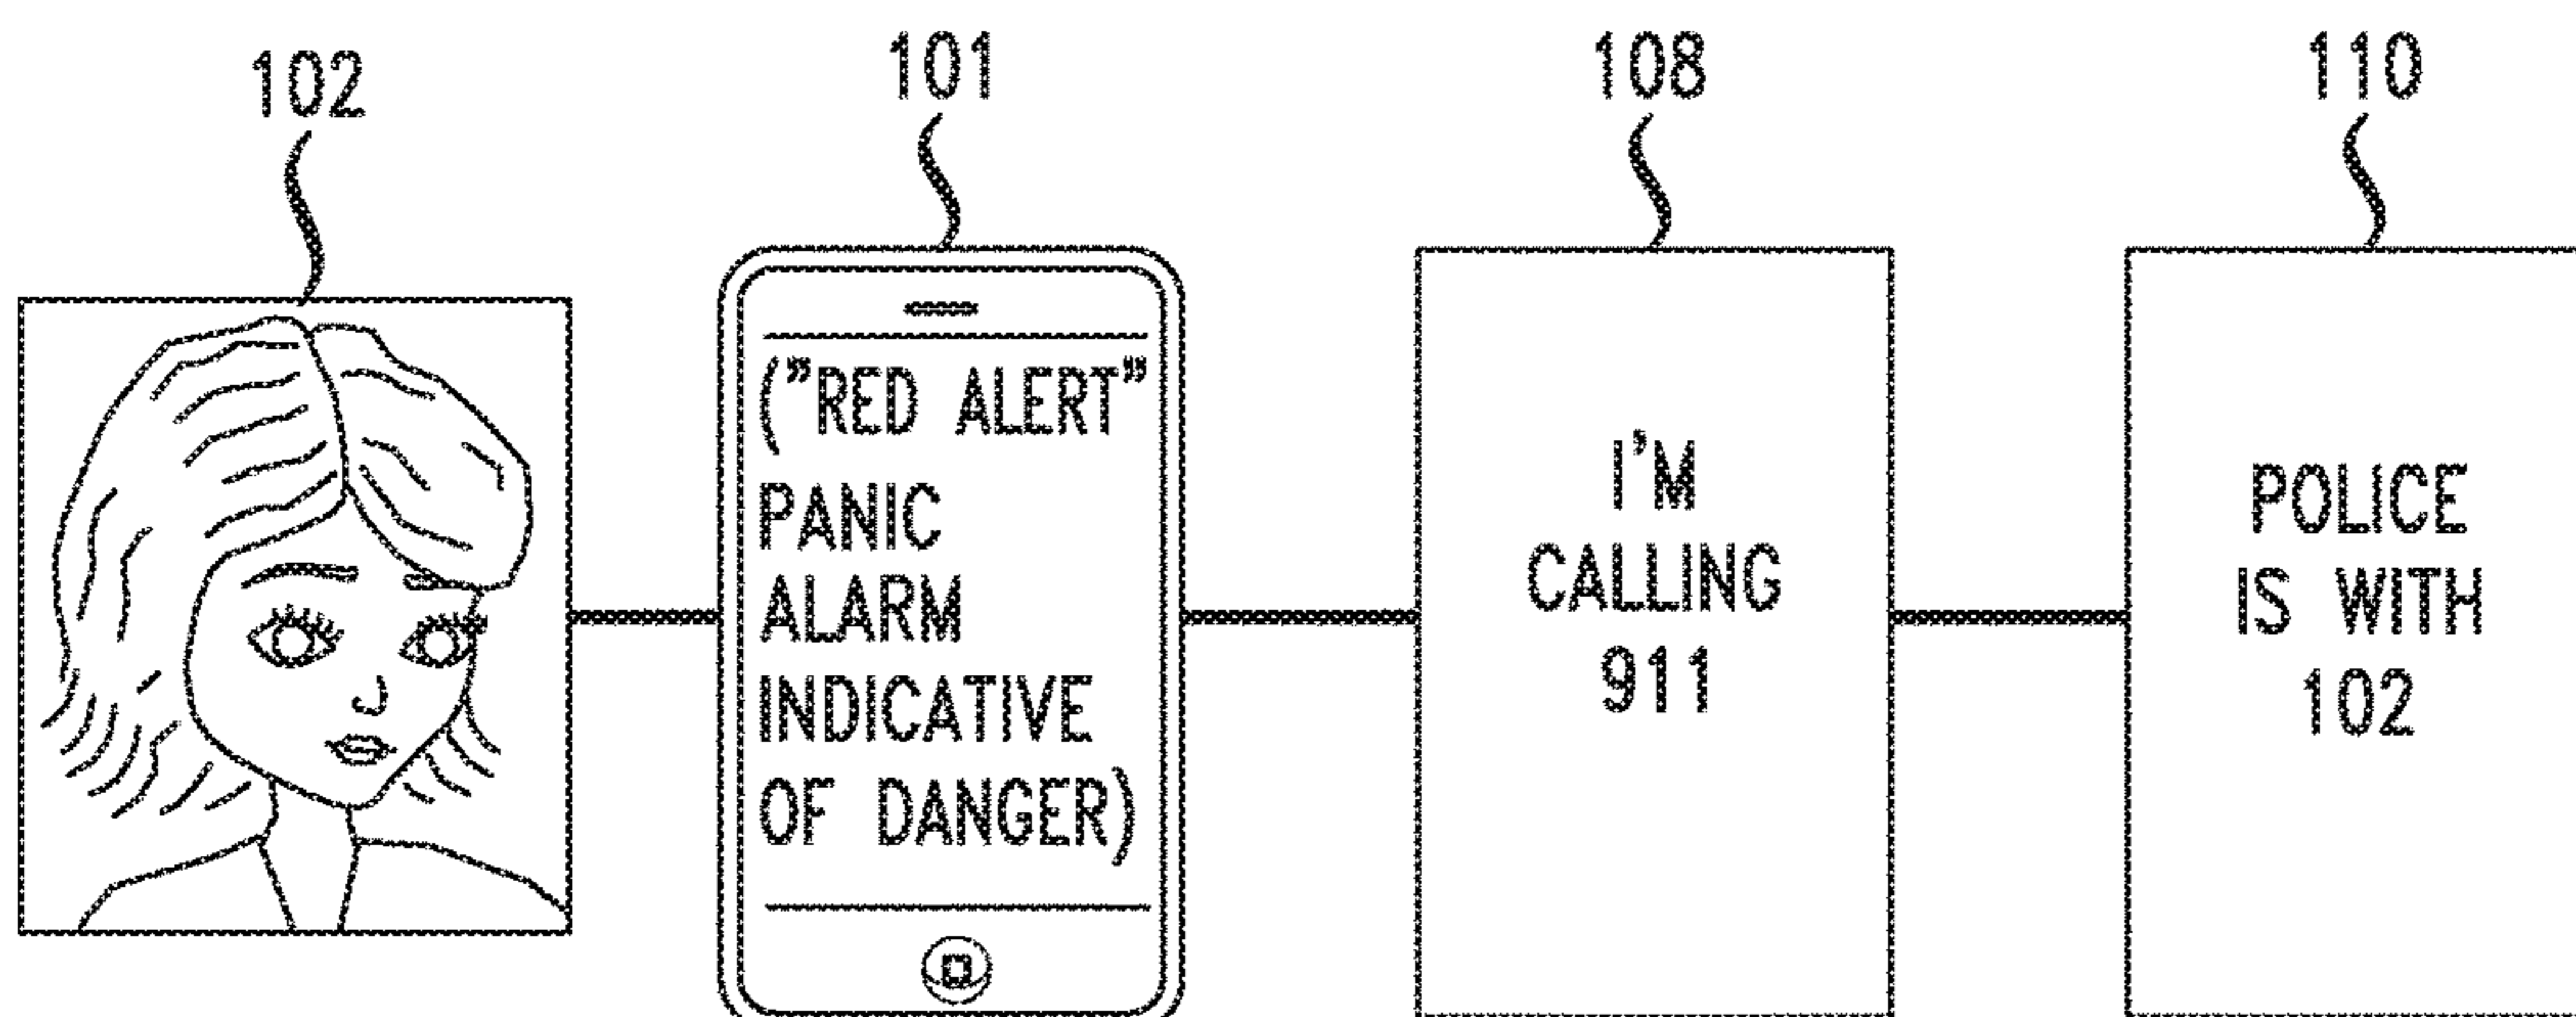 102
101
108
110
("RED ALERT"
PANIC
ALARM
INDICATIVE
OF DANGER)
I'M
CALLING
911
POLICE
IS WITH
102